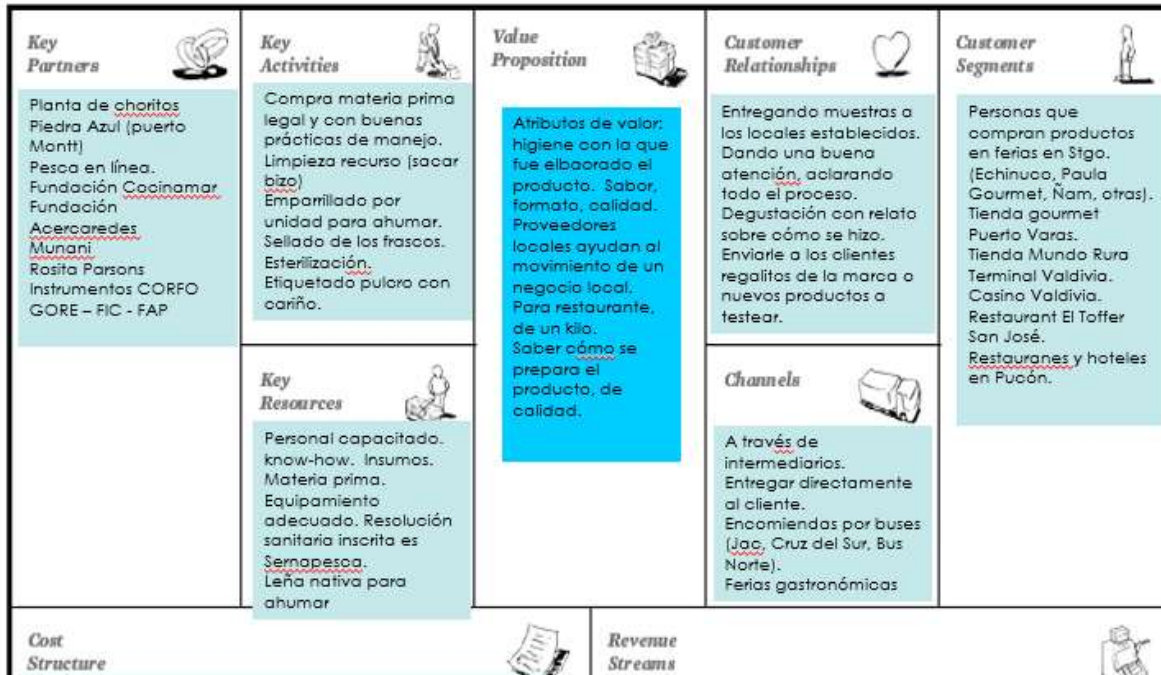 Key
Partners
Planta de choritos
Piedra Azul (puerto
Montt)
Pesca en línea.
Fundación Cocinamar
Fundación
Acercaredes
Munani
Rosita Parsons
Instrumentos CORFO
GORE – FIC - FAP
Key
Activities
Compra materia prima
legal y con buenas
prácticas de manejo.
Limpieza recurso (sacar
bizo)
Emparrillado por
unidad para ahumar.
Sellado de los frascos.
Esterilización.
Etiquetado pulcro con
cariño.
Key
Resources
Personal capacitado.
know-how. Insumos.
Materia prima.
Equipamiento
adecuado. Resolución
sanitaria inscrita es
Sernapesca.
Leña nativa para
ahumar
Value
Proposition
Atributos de valor:
higiene con la que
fue elbaorado el
producto. Sabor,
formato, calidad.
Proveedores
locales ayudan al
movimiento de un
negocio local.
Para restaurante,
de un kilo.
Saber cómo se
prepara el
producto, de
calidad.
Customer
Relationships
Entregando muestras a
los locales establecidos.
Dando una buena
atención, aclarando
todo el proceso.
Degustación con relato
sobre cómo se hizo.
Enviarle a los clientes
regalitos de la marca o
nuevos productos a
testear.
Channels
A través de
intermediarios.
Entregar directamente
al cliente.
Encomiendas por buses
(Jac, Cruz del Sur, Bus
Norte).
Ferias gastronómicas
Customer
Segments
Personas que
compran productos
en ferias en Stgo.
(Echinuco, Paula
Gourmet, Ñam, otras).
Tienda gourmet
Puerto Varas.
Tienda Mundo Rura
Terminal Valdivia.
Casino Valdivia.
Restaurant El Toffer
San José.
Restauranes y hoteles
en Pucón.
Cost
Structure
Revenue
Streams